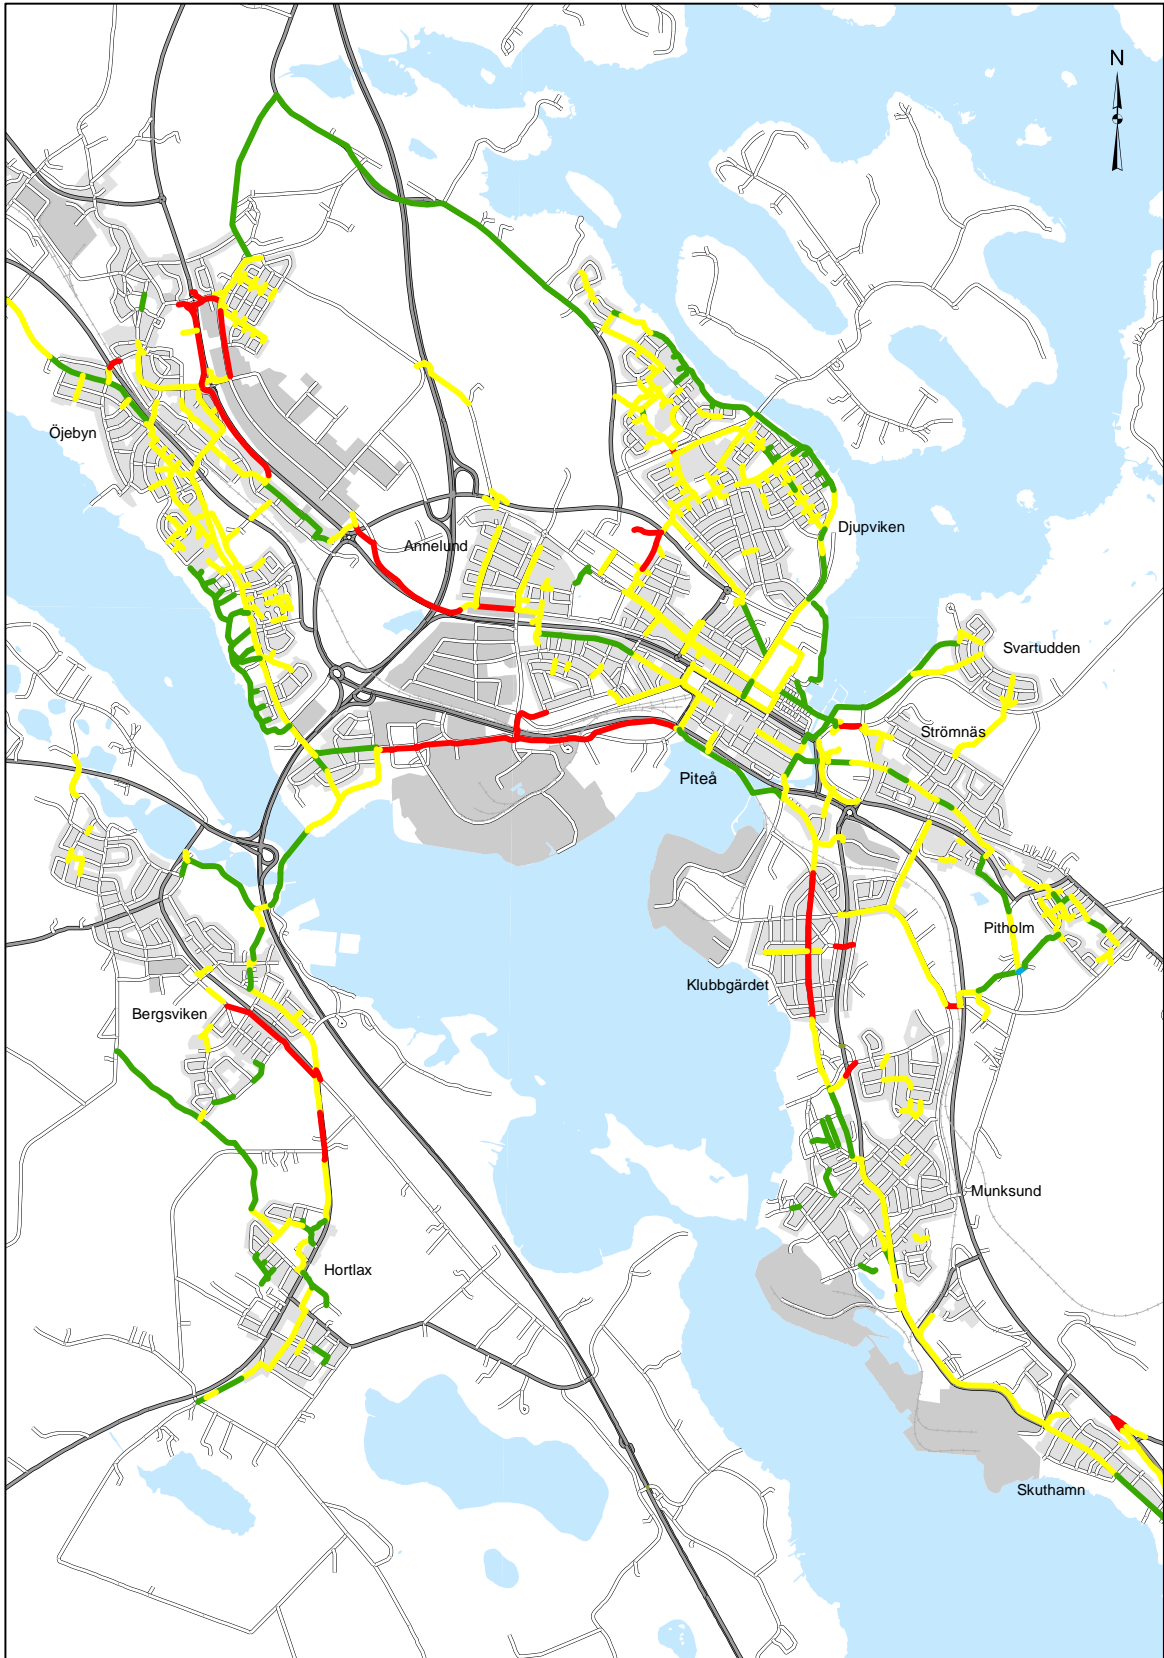 N
Öjebyn
Djupviken
Annelund
Svartudden
Strömnäs
Piteå
Pitholm
Klubbgärdet
Bergsviken
Munksund
Hortlax
Skuthamn